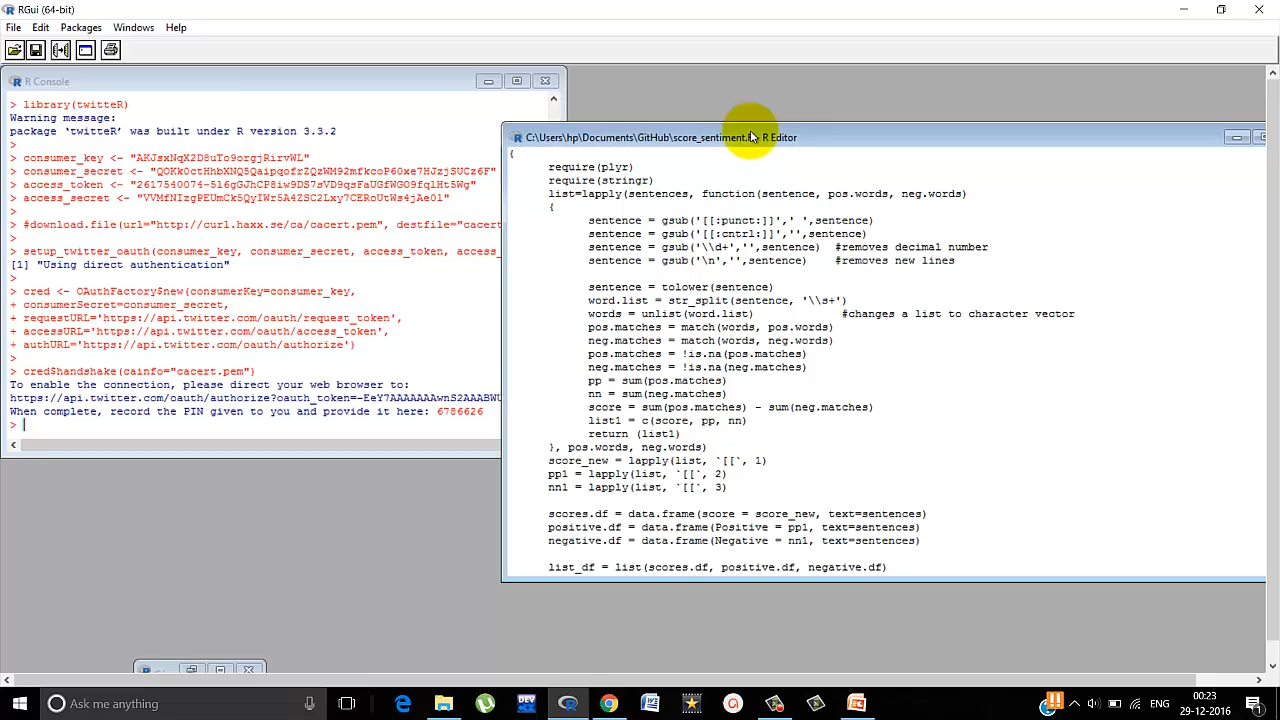 RGui (64-bit)
File Edit Packages Windows Help
R Console
> library(twitteR)
Warning message:
package ‘twitteR’ was built under R version 3.3.2
>
> consumer_key <- "AKJsxNqX2D8uTo9orgjRirvWL"
> consumer_secret <- "QOKk0ctHhbXNQ5QaipqofrZQzWM92mfkcoP60xe7HJzjSUCz6F"
> access_token <- "2617540074-5l6gGJhCP8iw9DS7sVD9qsFaUGfWGO9fqlHt5Wg"
> access_secret <- "VVMfNIzgPEUmCk5QyIWr5A4ZSC2Lxy7CERoUtWs4jAe0l"
>
> #download.file(url="http://curl.haxx.se/ca/cacert.pem", destfile="cacert
>
> setup_twitter_oauth(consumer_key, consumer_secret, access_token, access_
[1] "Using direct authentication"
>
> cred <- OAuthFactory$new(consumerKey=consumer_key,
+ consumerSecret=consumer_secret,
+ requestURL='https://api.twitter.com/oauth/request_token',
+ accessURL='https://api.twitter.com/oauth/access_token',
+ authURL='https://api.twitter.com/oauth/authorize')
>
> cred$handshake(cainfo="cacert.pem")
To enable the connection, please direct your web browser to:
https://api.twitter.com/oauth/authorize?oauth_token=-EeY7AAAAAAAwnS2AAABWU
When complete, record the PIN given to you and provide it here: 6786626
>
C:\Users\hp\Documents\GitHub\score_sentiment. R Editor
{
require(plyr)
require(stringr)
list=lapply(sentences, function(sentence, pos.words, neg.words)
{
sentence = gsub('[[:punct:]]',' ',sentence)
sentence = gsub('[[:cntrl:]]','',sentence)
sentence = gsub('\\d+','',sentence) #removes decimal number
sentence = gsub('\n','',sentence) #removes new lines
sentence = tolower(sentence)
word.list = str_split(sentence, '\\s+')
words = unlist(word.list) #changes a list to character vector
pos.matches = match(words, pos.words)
neg.matches = match(words, neg.words)
pos.matches = !is.na(pos.matches)
neg.matches = !is.na(neg.matches)
pp = sum(pos.matches)
nn = sum(neg.matches)
score = sum(pos.matches) - sum(neg.matches)
list1 = c(score, pp, nn)
return (list1)
}, pos.words, neg.words)
score_new = lapply(list, `[[`, 1)
pp1 = lapply(list, `[[`, 2)
nn1 = lapply(list, `[[`, 3)
scores.df = data.frame(score = score_new, text=sentences)
positive.df = data.frame(Positive = pp1, text=sentences)
negative.df = data.frame(Negative = nn1, text=sentences)
list_df = list(scores.df, positive.df, negative.df)
Ask me anything
DEV
ENG
00:23
29-12-2016